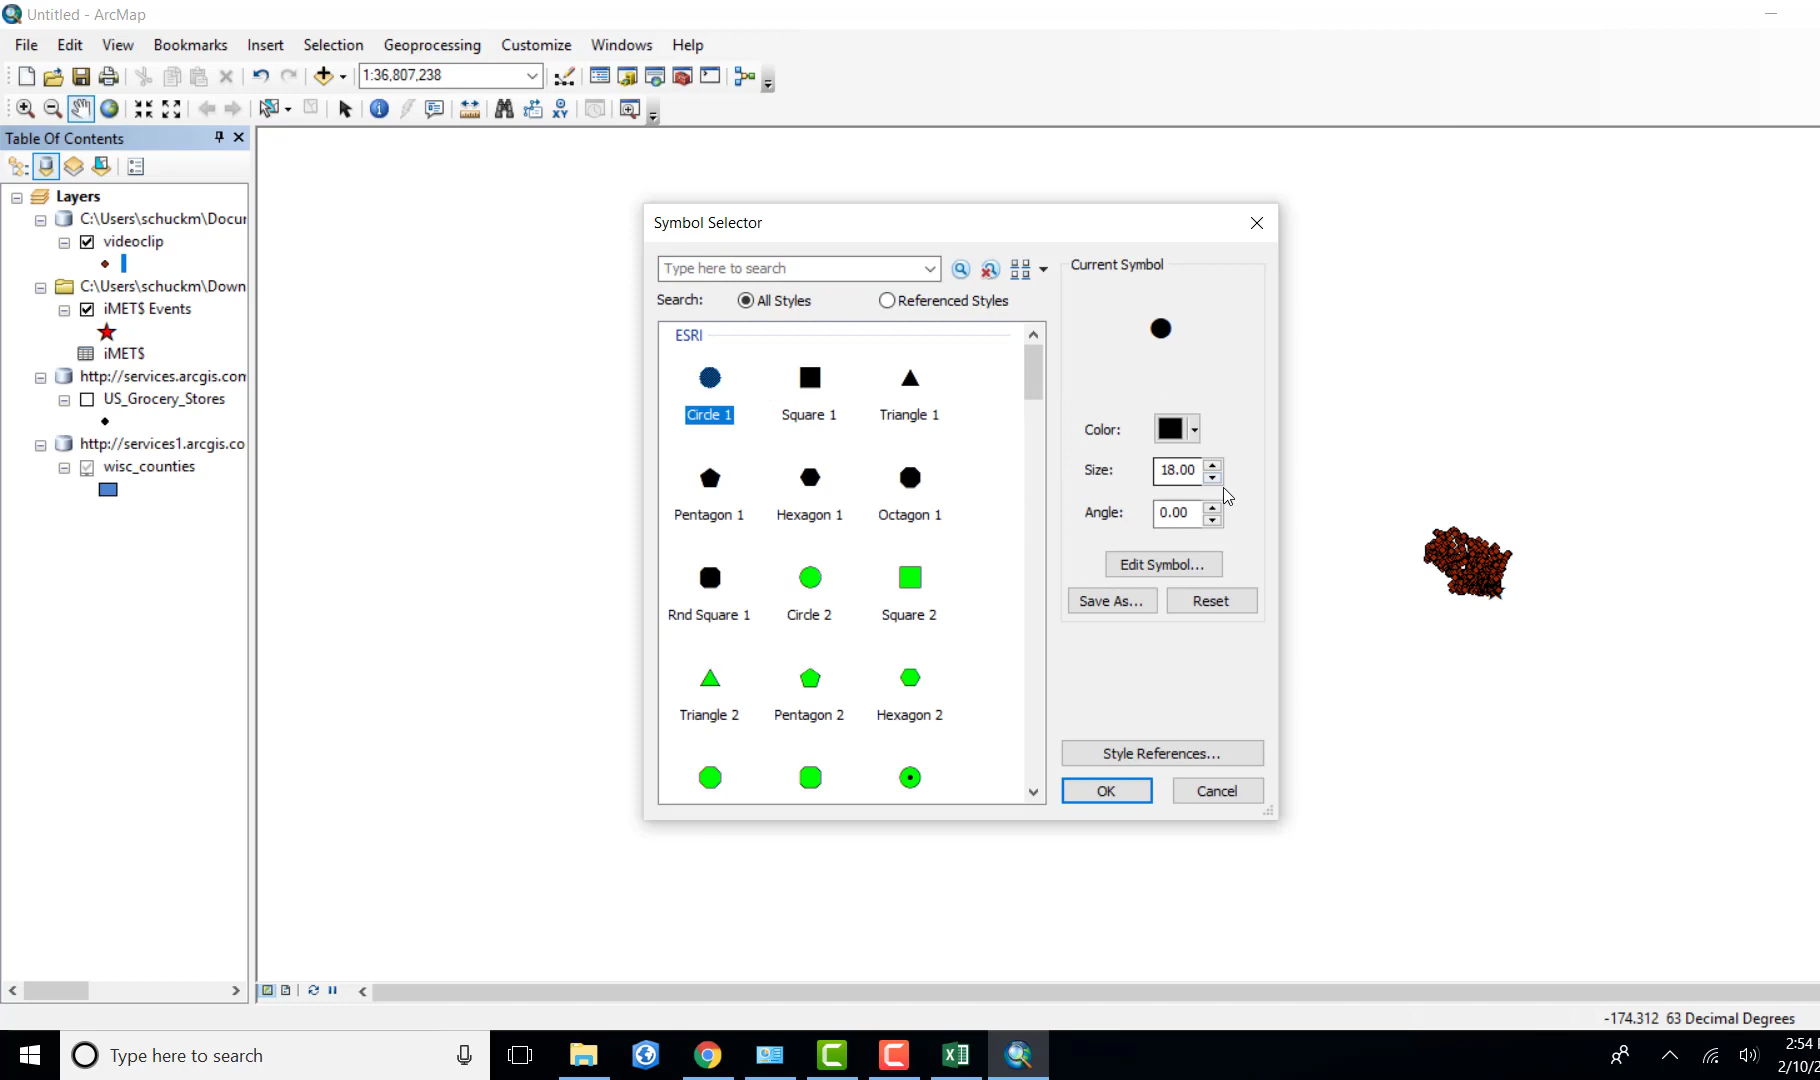 Untitled - ArcMap
File Edit View Bookmarks Insert Selection Geoprocessing Customize Windows Help
1:36,807,238
Table Of Contents
Layers
C:\Users\schuckm\Docur
videoclip
C:\Users\schuckm\Down
iMET$ Events
iMET$
http://services.arcgis.com
US_Grocery_Stores
http://services1.arcgis.co
wisc_counties
Symbol Selector
Type here to search
Search: All Styles Referenced Styles
ESRI
Circle 1 Square 1 Triangle 1
Pentagon 1 Hexagon 1 Octagon 1
Rnd Square 1 Circle 2 Square 2
Triangle 2 Pentagon 2 Hexagon 2
Current Symbol
Color:
Size: 18.00
Angle: 0.00
Edit Symbol...
Save As... Reset
Style References...
OK Cancel
-174.312 63 Decimal Degrees
Type here to search
2:54
2/10/2